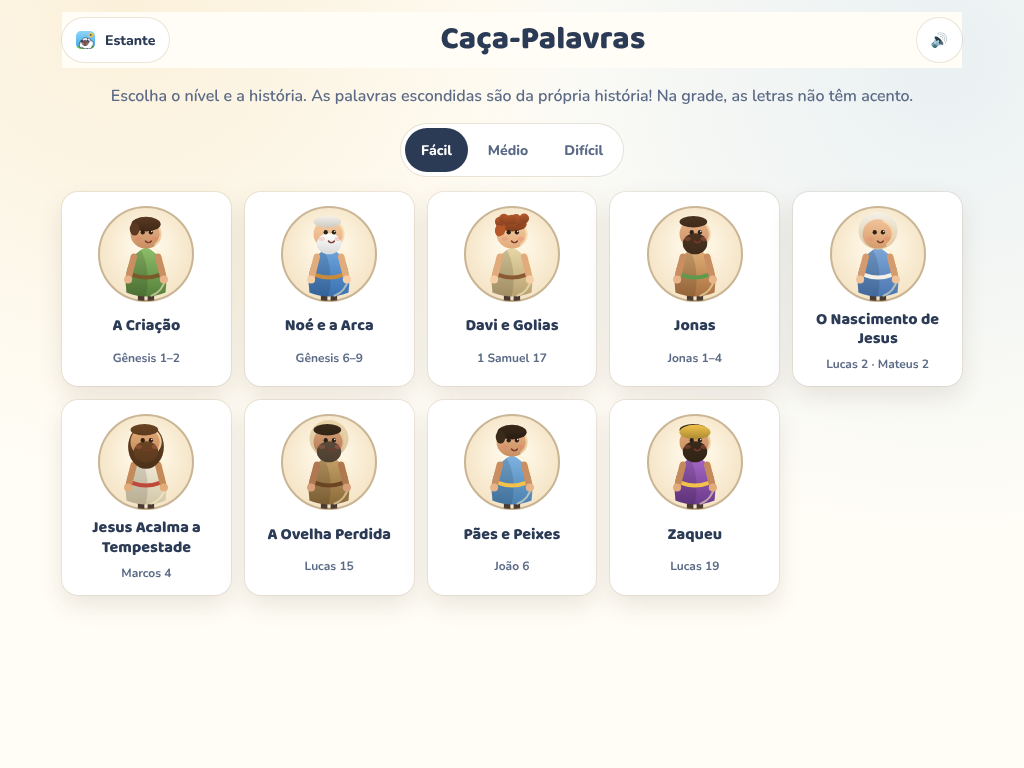 Estante
Caça-Palavras
Escolha o nível e a história. As palavras escondidas são da própria história! Na grade, as letras não têm acento.
Fácil Médio Difícil
A Criação
Gênesis 1–2
Noé e a Arca
Gênesis 6–9
Davi e Golias
1 Samuel 17
Jonas
Jonas 1–4
O Nascimento de
Jesus
Lucas 2 · Mateus 2
Jesus Acalma a
Tempestade
Marcos 4
A Ovelha Perdida
Lucas 15
Pães e Peixes
João 6
Zaqueu
Lucas 19